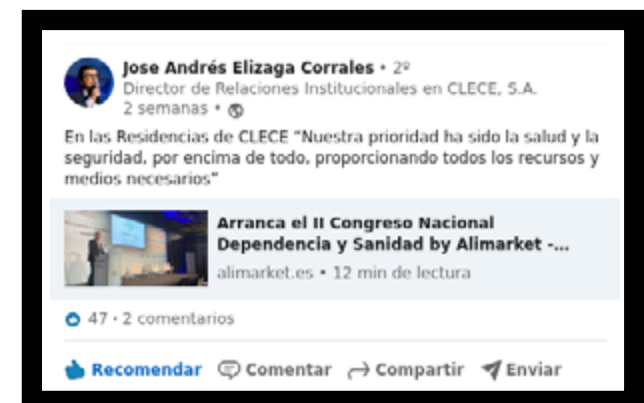 Jose Andrés Elizaga Corrales • 2º
Director de Relaciones Institucionales en CLECE, S.A.
2 semanas •
En las Residencias de CLECE “Nuestra prioridad ha sido la salud y la
seguridad, por encima de todo, proporcionando todos los recursos y
medios necesarios”
Arranca el II Congreso Nacional
Dependencia y Sanidad by Alimarket -...
alimarket.es • 12 min de lectura
47 · 2 comentarios
Recomendar Comentar Compartir Enviar